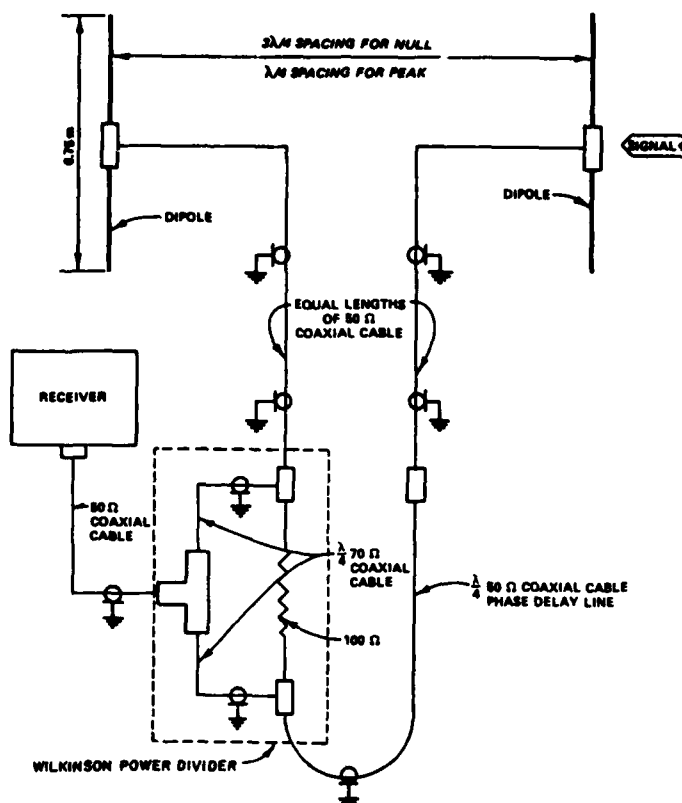 3λ/4 SPACING FOR NULL
λ/4 SPACING FOR PEAK
0.75m
SIGNAL
DIPOLE
DIPOLE
EQUAL LENGTHS
OF 50 Ω
COAXIAL CABLE
RECEIVER
50 Ω
COAXIAL
CABLE
λ/4 70 Ω
COAXIAL
CABLE
λ/4 50 Ω COAXIAL CABLE
PHASE DELAY LINE
100 Ω
WILKINSON POWER DIVIDER